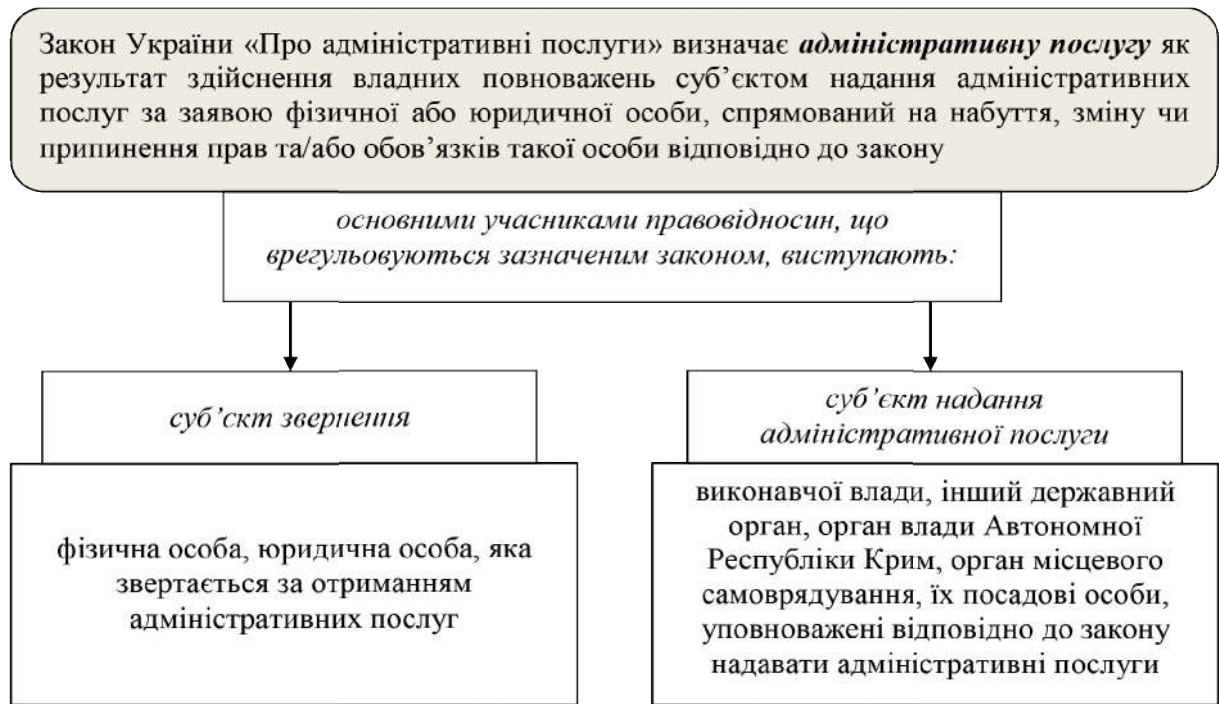 Закон України «Про адміністративні послуги» визначає адміністративну послугу як
результат здійснення владних повноважень суб’єктом надання адміністративних
послуг за заявою фізичної або юридичної особи, спрямований на набуття, зміну чи
припинення прав та/або обов’язків такої особи відповідно до закону
основними учасниками правовідносин, що
врегульовуються зазначеним законом, виступають:
суб’єкт звернення
фізична особа, юридична особа, яка
звертається за отриманням
адміністративних послуг
суб’єкт надання
адміністративної послуги
виконавчої влади, інший державний
орган, орган влади Автономної
Республіки Крим, орган місцевого
самоврядування, їх посадові особи,
уповноважені відповідно до закону
надавати адміністративні послуги